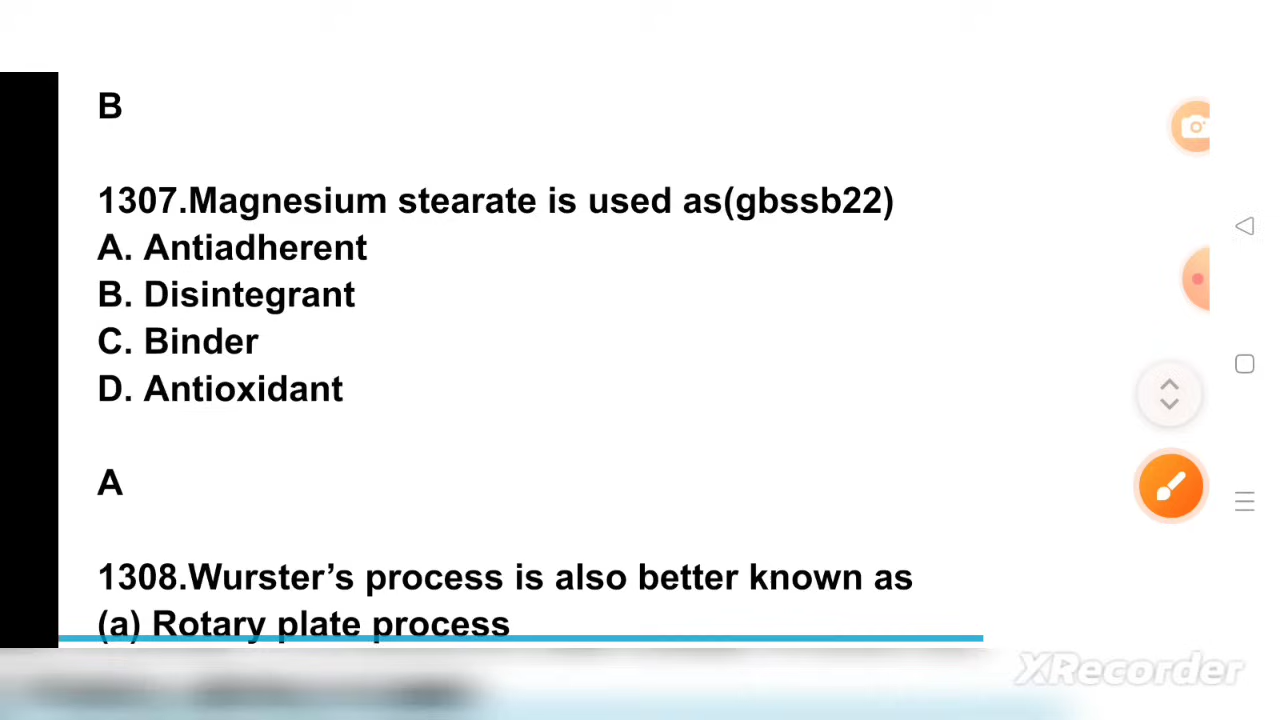 B
1307.Magnesium stearate is used as(gbssb22)
A. Antiadherent
B. Disintegrant
C. Binder
D. Antioxidant
A
1308.Wurster’s process is also better known as
(a) Rotary plate process
XRecorder